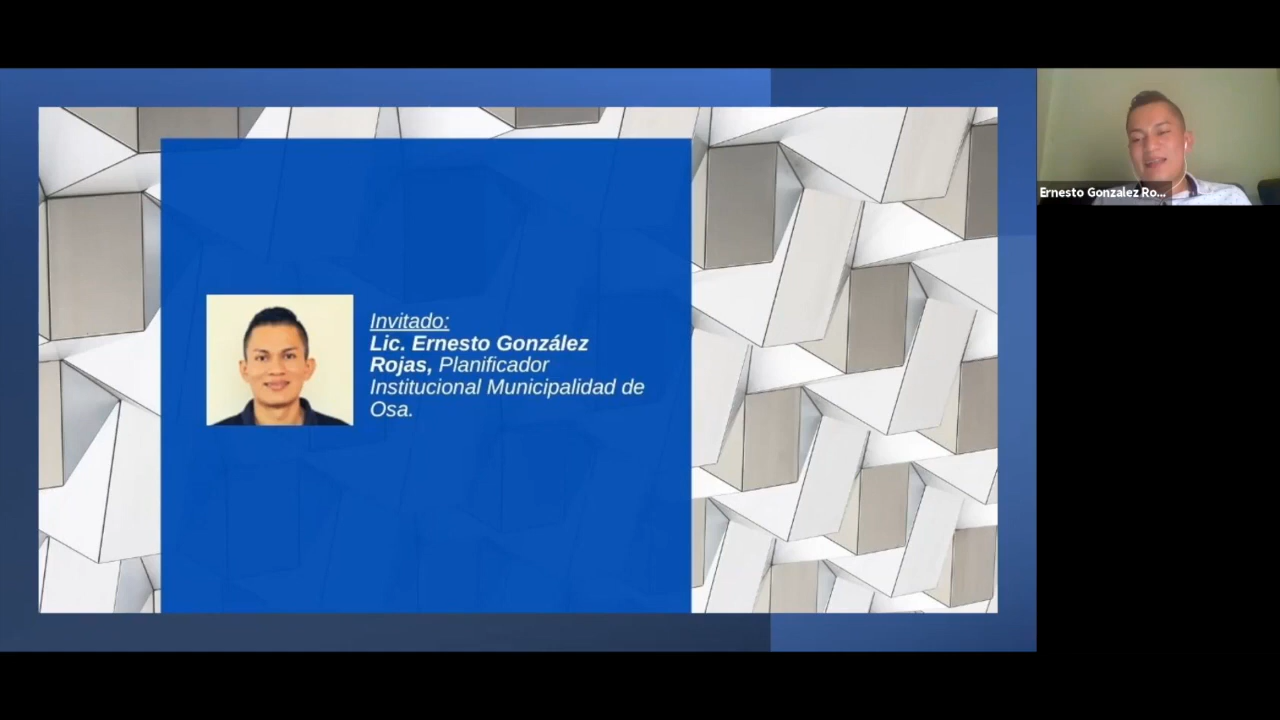 Invitado:
Lic. Ernesto González
Rojas, Planificador
Institucional Municipalidad de
Osa.
Ernesto Gonzalez Ro...